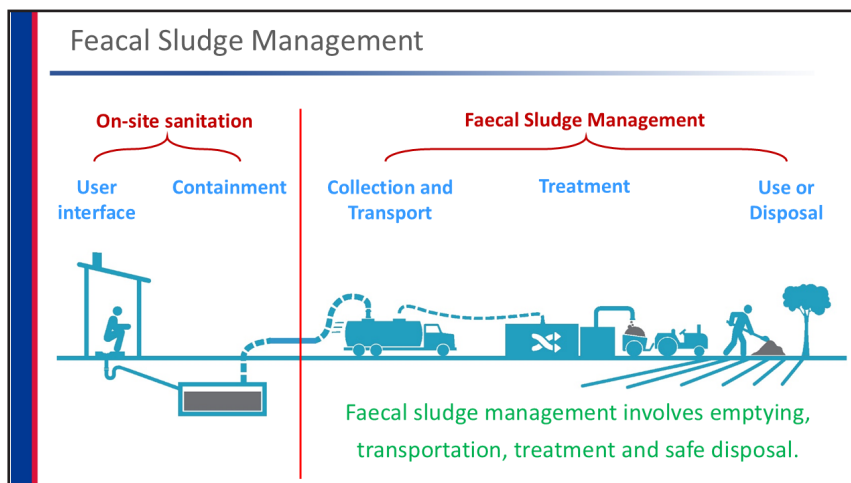 Feacal Sludge Management
On-site sanitation
Faecal Sludge Management
User
interface
Containment
Collection and
Transport
Treatment
Use or
Disposal
Faecal sludge management involves emptying,
transportation, treatment and safe disposal.